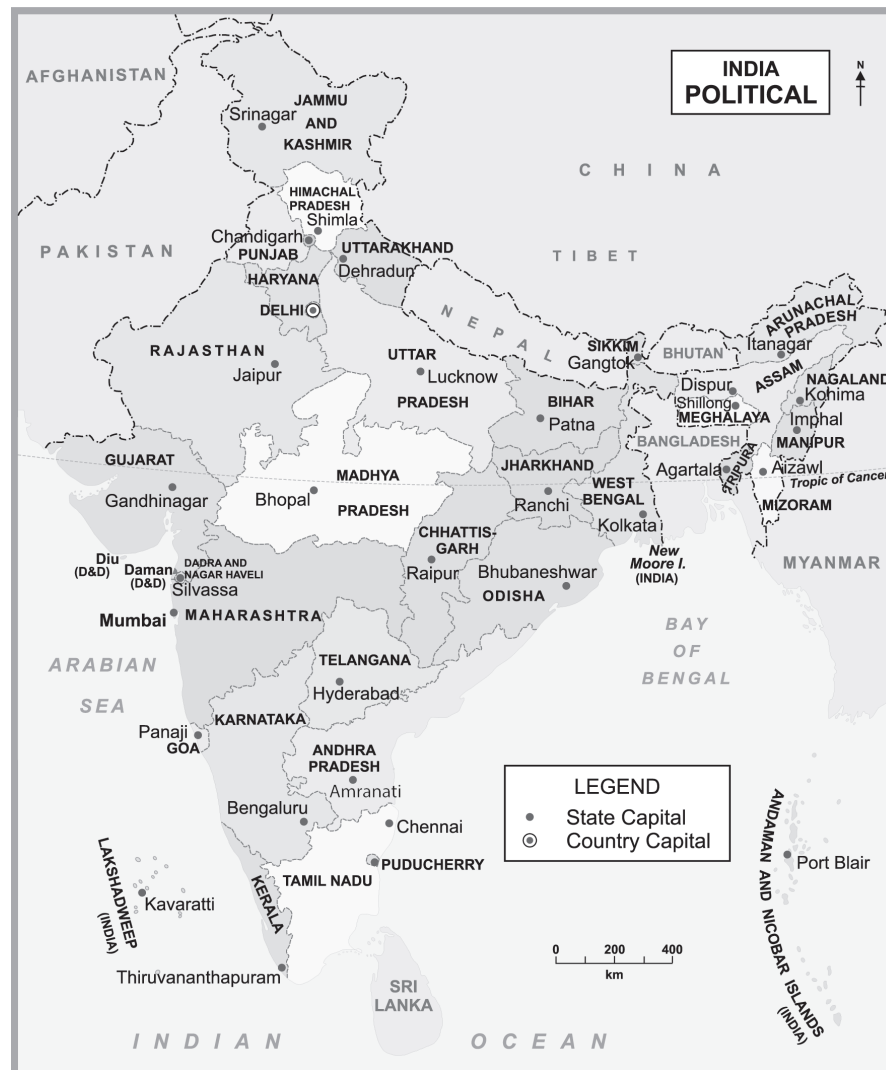 INDIA
POLITICAL
N
AFGHANISTAN
JAMMU
AND
KASHMIR
Srinagar
C H I N A
HIMACHAL
PRADESH
Shimla
Chandigarh
PUNJAB
PAKISTAN
UTTARAKHAND
Dehradun
TIBET
HARYANA
DELHI
NEPAL
ARUNACHAL
PRADESH
Itanagar
SIKKIM
Gangtok
BHUTAN
RAJASTHAN
Jaipur
UTTAR
PRADESH
Lucknow
ASSAM
Dispur
NAGALAND
Kohima
Shillong
MEGHALAYA
BIHAR
Patna
Imphal
MANIPUR
BANGLADESH
GUJARAT
Gandhinagar
MADHYA
PRADESH
Bhopal
JHARKHAND
Ranchi
WEST
BENGAL
Kolkata
Agartala
TRIPURA
Aizawl
Tropic of Cancer
MIZORAM
CHHATTIS-
GARH
Raipur
New
Moore I.
(INDIA)
MYANMAR
Diu
(D&D)
Daman
(D&D)
DADRA AND
NAGAR HAVELI
Silvassa
Bhubaneshwar
ODISHA
Mumbai
MAHARASHTRA
BAY
OF
BENGAL
ARABIAN
SEA
TELANGANA
Hyderabad
KARNATAKA
Panaji
GOA
ANDHRA
PRADESH
Amranati
Bengaluru
Chennai
LEGEND
State Capital
Country Capital
PUDUCHERRY
TAMIL NADU
KERALA
LAKSHADWEEP
(INDIA)
Kavaratti
Thiruvananthapuram
Port Blair
ANDAMAN AND NICOBAR ISLANDS
(INDIA)
0 200 400
km
SRI
LANKA
INDIAN OCEAN